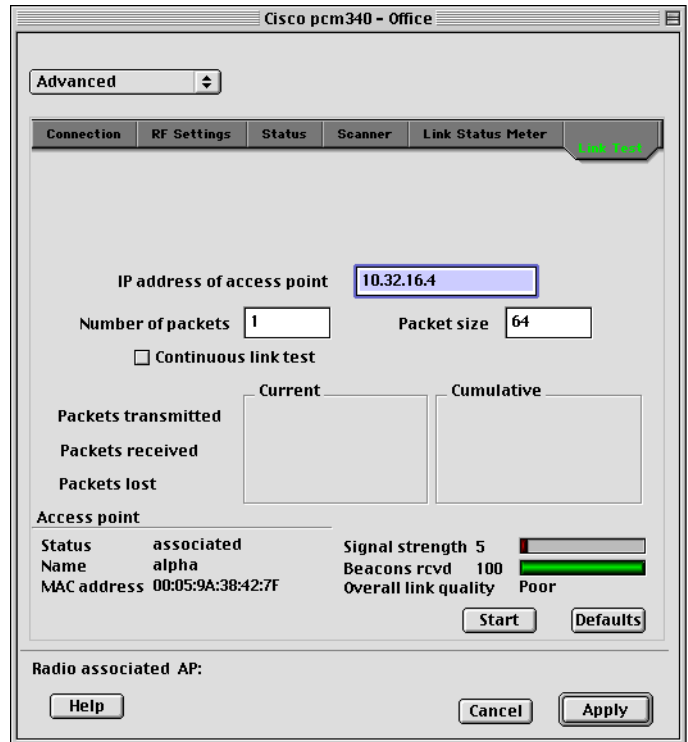 Cisco pcm340 - Office
Advanced
Connection RF Settings Status Scanner Link Status Meter Link Test
IP address of access point 10.32.16.4
Number of packets 1 Packet size 64
Continuous link test
Current Cumulative
Packets transmitted
Packets received
Packets lost
Access point
Status associated Signal strength 5
Name alpha Beacons rcvd 100
MAC address 00:05:9A:38:42:7F Overall link quality Poor
Start Defaults
Radio associated AP:
Help Cancel Apply